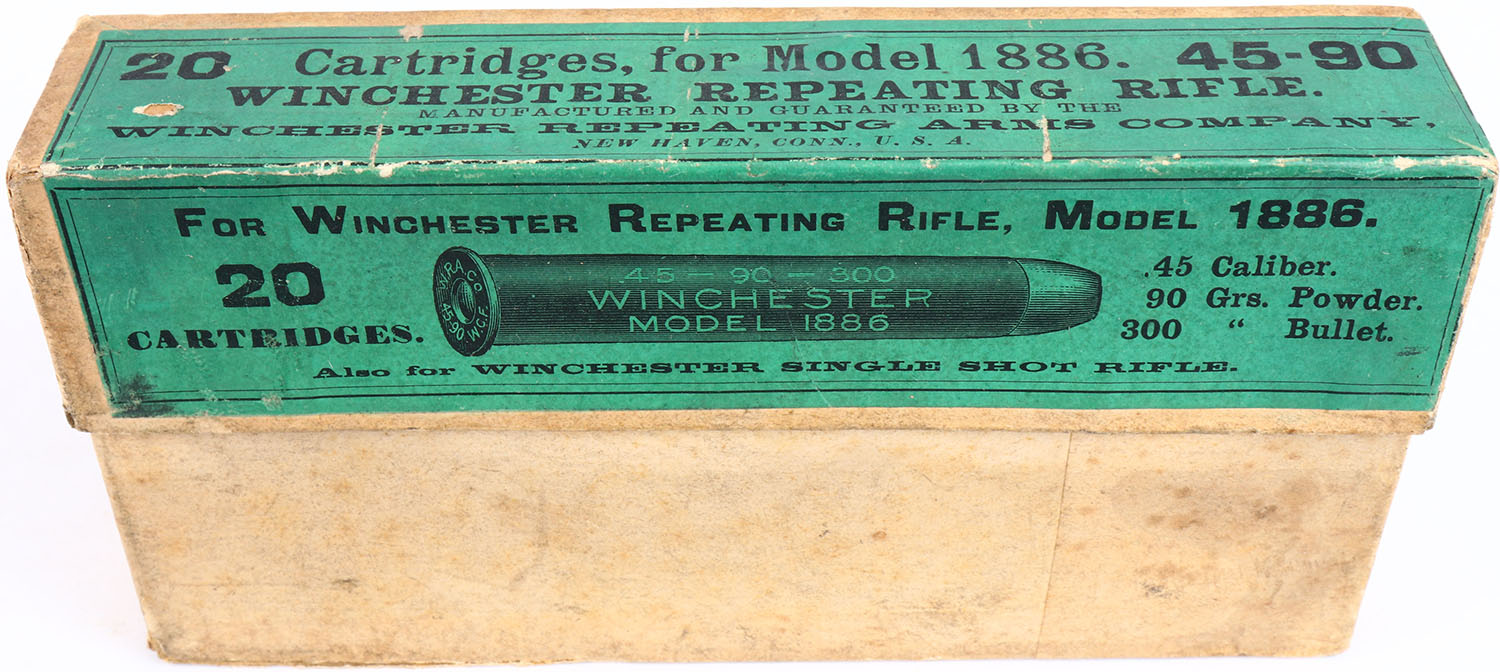 20 Cartridges, for Model 1886. 45-90
WINCHESTER REPEATING RIFLE.
MANUFACTURED AND GUARANTEED BY THE
WINCHESTER REPEATING ARMS COMPANY,
NEW HAVEN, CONN., U. S. A.
FOR WINCHESTER REPEATING RIFLE, MODEL 1886.
20
CARTRIDGES.
W.R.A. Co.
45-90
W.C.F.
.45 - 90 - 300
WINCHESTER
MODEL 1886
.45 Caliber.
90 Grs. Powder.
300 " Bullet.
Also for WINCHESTER SINGLE SHOT RIFLE.